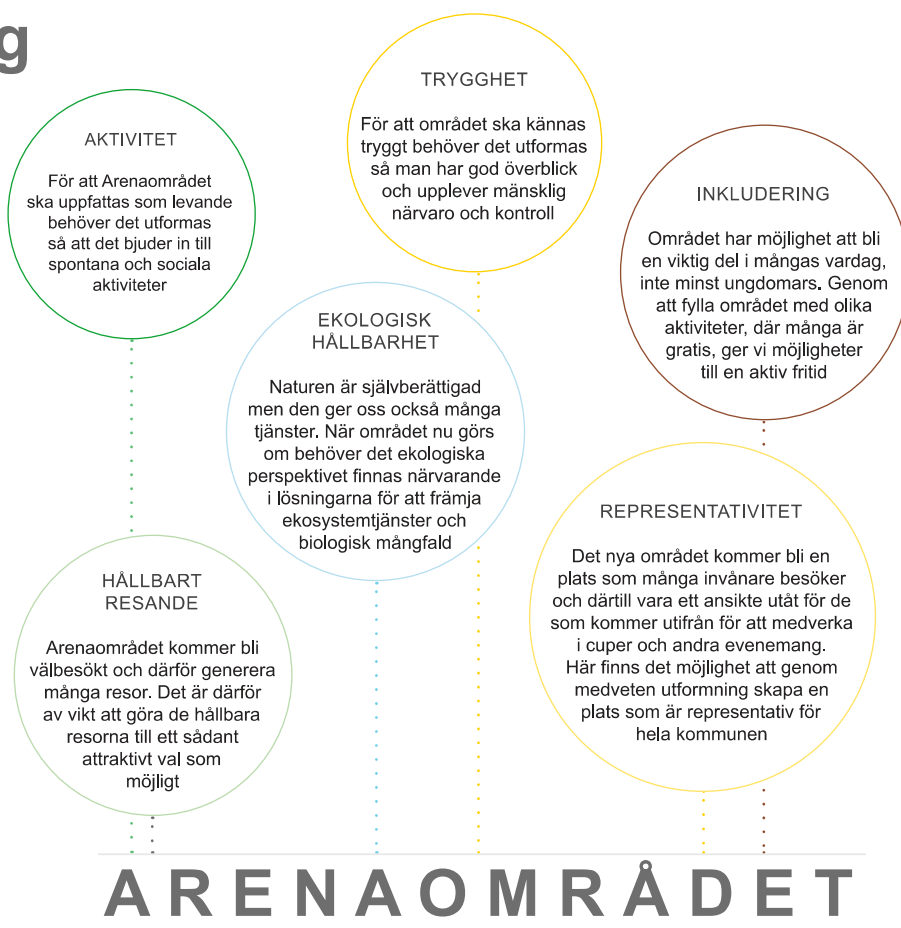 g
AKTIVITET
För att Arenaområdet
ska uppfattas som levande
behöver det utformas
så att det bjuder in till
spontana och sociala
aktiviteter
TRYGGHET
För att området ska kännas
tryggt behöver det utformas
så man har god överblick
och upplever mänsklig
närvaro och kontroll
INKLUDERING
Området har möjlighet att bli
en viktig del i mångas vardag,
inte minst ungdomars. Genom
att fylla området med olika
aktiviteter, där många är
gratis, ger vi möjligheter
till en aktiv fritid
EKOLOGISK
HÅLLBARHET
Naturen är självberättigad
men den ger oss också många
tjänster. När området nu görs
om behöver det ekologiska
perspektivet finnas närvarande
i lösningarna för att främja
ekosystemtjänster och
biologisk mångfald
HÅLLBART
RESANDE
Arenaområdet kommer bli
välbesökt och därför generera
många resor. Det är därför
av vikt att göra de hållbara
resorna till ett sådant
attraktivt val som
möjligt
REPRESENTATIVITET
Det nya området kommer bli en
plats som många invånare besöker
och därtill vara ett ansikte utåt för de
som kommer utifrån för att medverka
i cuper och andra evenemang.
Här finns det möjlighet att genom
medveten utformning skapa en
plats som är representativ för
hela kommunen
ARENAOMRÅDET